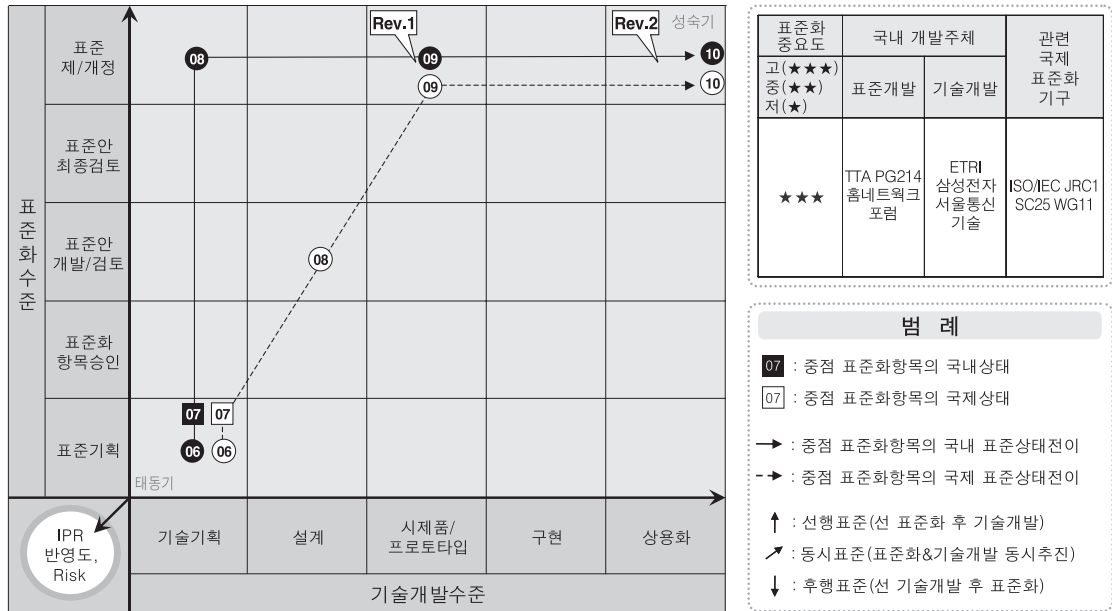 표준화수준
표준
제/개정
표준안
최종검토
표준안
개발/검토
표준화
항목승인
표준기획
Rev.1
Rev.2
성숙기
08
09
10
09
10
08
07
07
06
06
태동기
IPR
반영도,
Risk
기술기획
설계
시제품/
프로토타입
구현
상용화
기술개발수준
표준화
중요도
국내 개발주체
관련
국제
표준화
기구
고(★★★)
중(★★)
저(★)
표준개발
기술개발
★★★
TTA PG214
홈네트웍크
포럼
ETRI
삼성전자
서울통신
기술
ISO/IEC JRC1
SC25 WG11
범 례
07 : 중점 표준화항목의 국내상태
07 : 중점 표준화항목의 국제상태
: 중점 표준화항목의 국내 표준상태전이
: 중점 표준화항목의 국제 표준상태전이
: 선행표준(선 표준화 후 기술개발)
: 동시표준(표준화&기술개발 동시추진)
: 후행표준(선 기술개발 후 표준화)